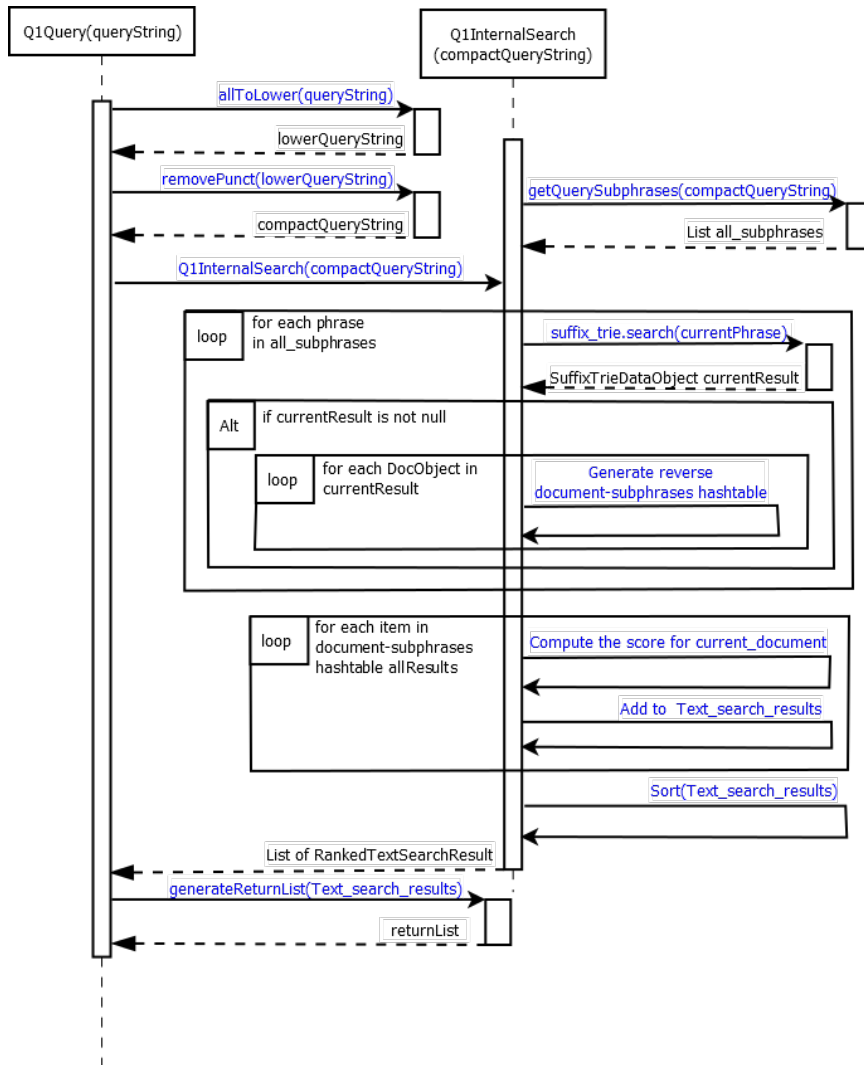 Q1Query(queryString)
Q1InternalSearch
(compactQueryString)
allToLower(queryString)
lowerQueryString
removePunct(lowerQueryString)
getQuerySubphrases(compactQueryString)
compactQueryString
List all_subphrases
Q1InternalSearch(compactQueryString)
loop
for each phrase
in all_subphrases
suffix_trie.search(currentPhrase)
SuffixTrieDataObject currentResult
Alt
if currentResult is not null
loop
for each DocObject in
currentResult
Generate reverse
document-subphrases hashtable
loop
for each item in
document-subphrases
hashtable allResults
Compute the score for current_document
Add to  Text_search_results
Sort(Text_search_results)
List of RankedTextSearchResult
generateReturnList(Text_search_results)
returnList